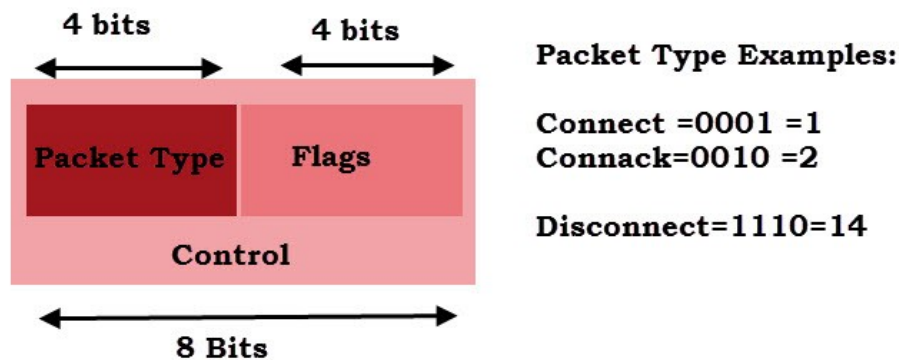 4 bits
4 bits
Packet Type
Flags
Control
8 Bits
Packet Type Examples:
Connect =0001 =1
Connack=0010 =2
Disconnect=1110=14